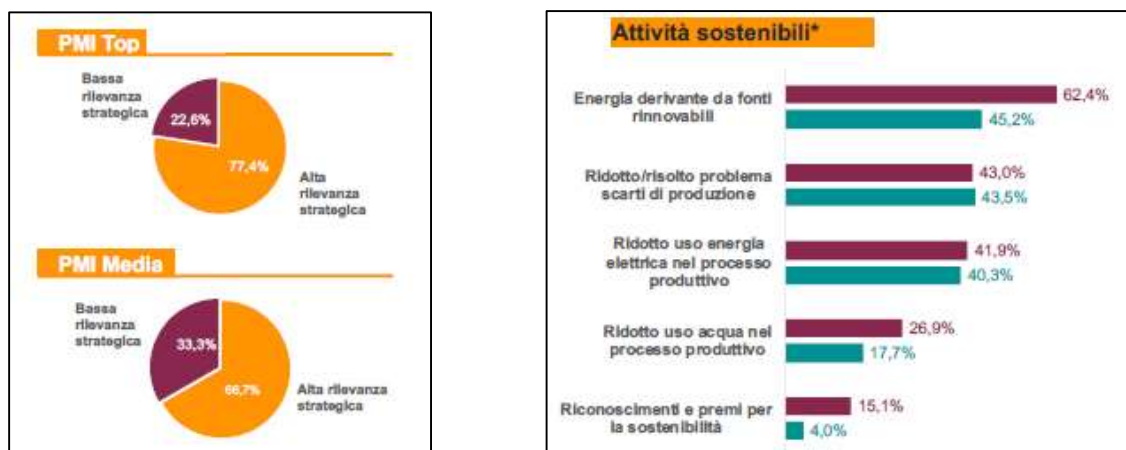 PMI Top
Bassa
rilevanza
strategica
22,6%
77,4%
Alta
rilevanza
strategica
PMI Media
Bassa
rilevanza
strategica
33,3%
66,7%
Alta rilevanza
strategica
Attività sostenibili*
Energia derivante da fonti
rinnovabili
62,4%
45,2%
Ridotto/risolto problema
scarti di produzione
43,0%
43,5%
Ridotto uso energia
elettrica nel processo
produttivo
41,9%
40,3%
Ridotto uso acqua nel
processo produttivo
26,9%
17,7%
Riconoscimenti e premi per
la sostenibilità
15,1%
4,0%